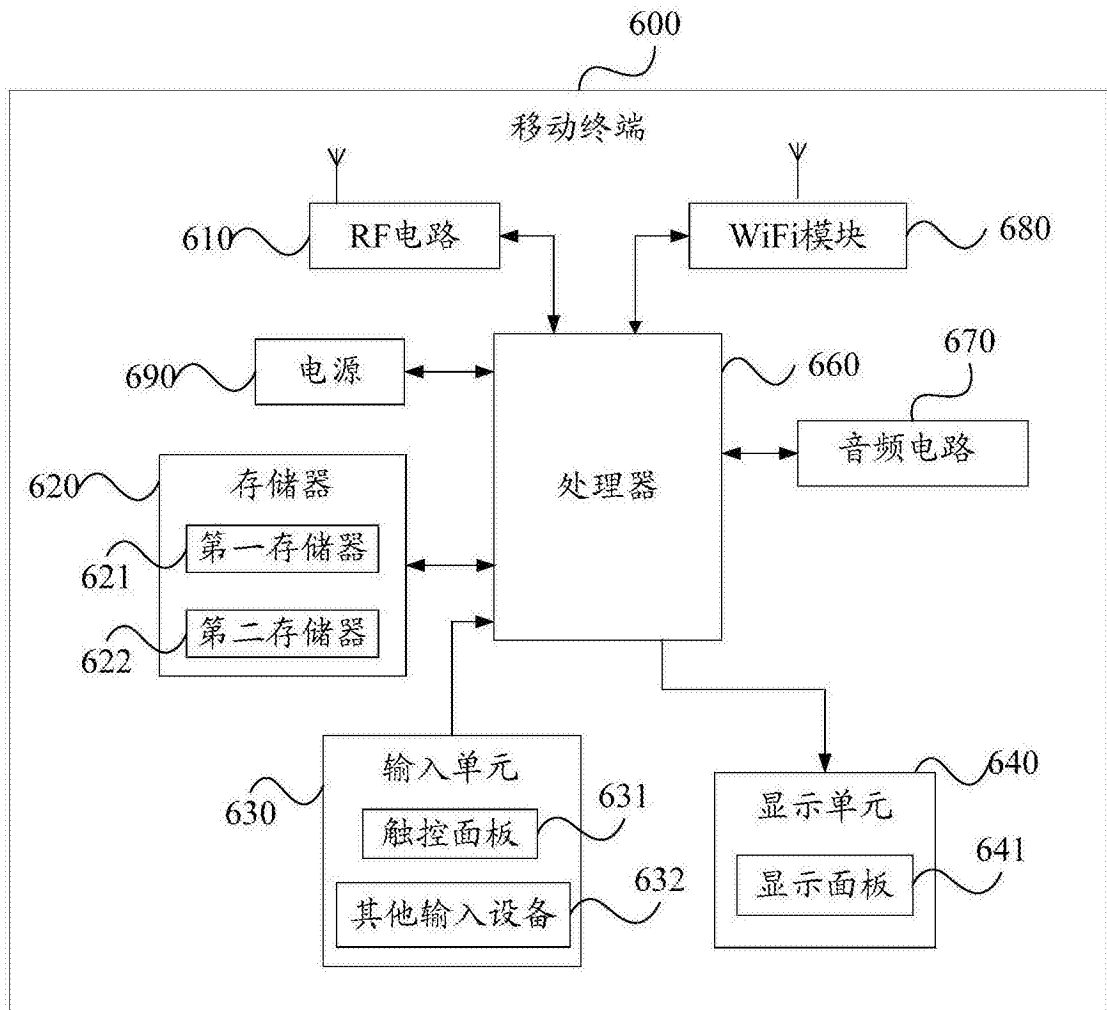 600
移动终端
610
RF电路
WiFi模块
680
690
电源
660
670
音频电路
处理器
620
存储器
621
第一存储器
622
第二存储器
630
输入单元
631
触控面板
632
其他输入设备
640
显示单元
641
显示面板